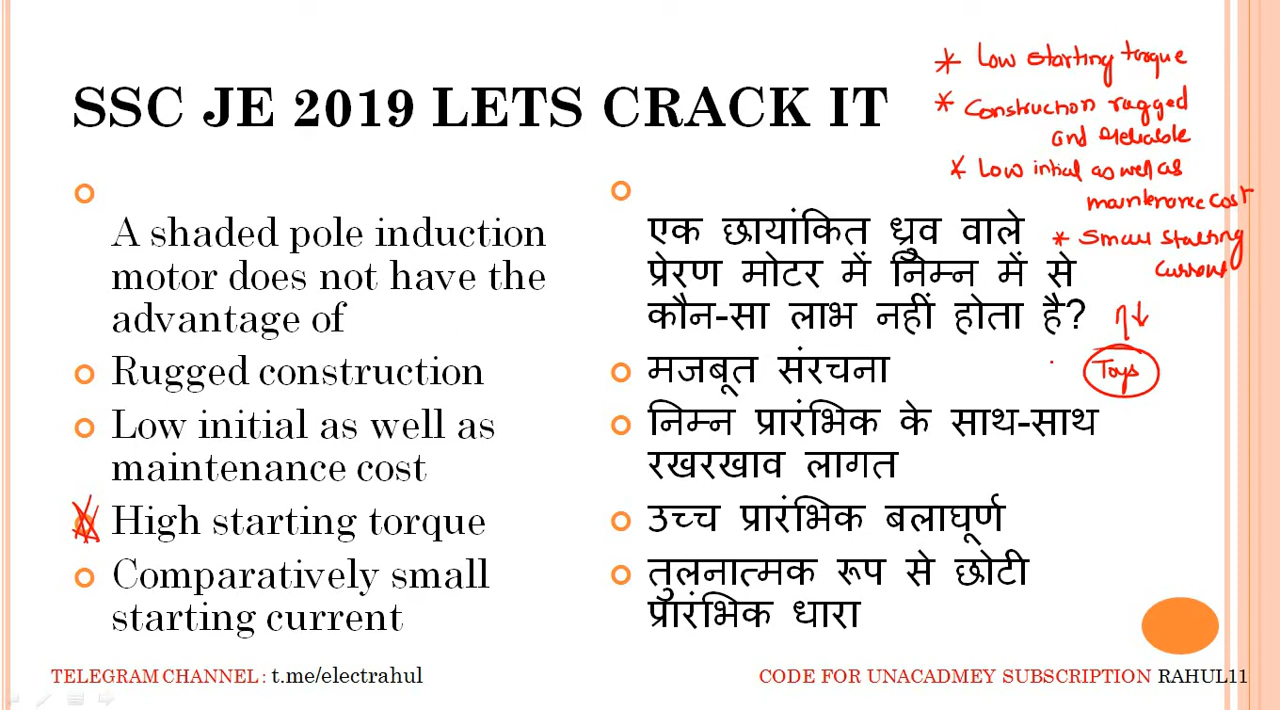 SSC JE 2019 LETS CRACK IT
* Low starting torque
* Construction rugged
and reliable
* Low intial as well as
maintenance cost
* Small starting
current
η↓
Toys
A shaded pole induction
motor does not have the
advantage of
Rugged construction
Low initial as well as
maintenance cost
High starting torque
Comparatively small
starting current
एक छायांकित ध्रुव वाले
प्रेरण मोटर में निम्न में से
कौन-सा लाभ नहीं होता है?
मजबूत संरचना
निम्न प्रारंभिक के साथ-साथ
रखरखाव लागत
उच्च प्रारंभिक बलाघूर्ण
तुलनात्मक रूप से छोटी
प्रारंभिक धारा
TELEGRAM CHANNEL : t.me/electrahul
CODE FOR UNACADMEY SUBSCRIPTION RAHUL11